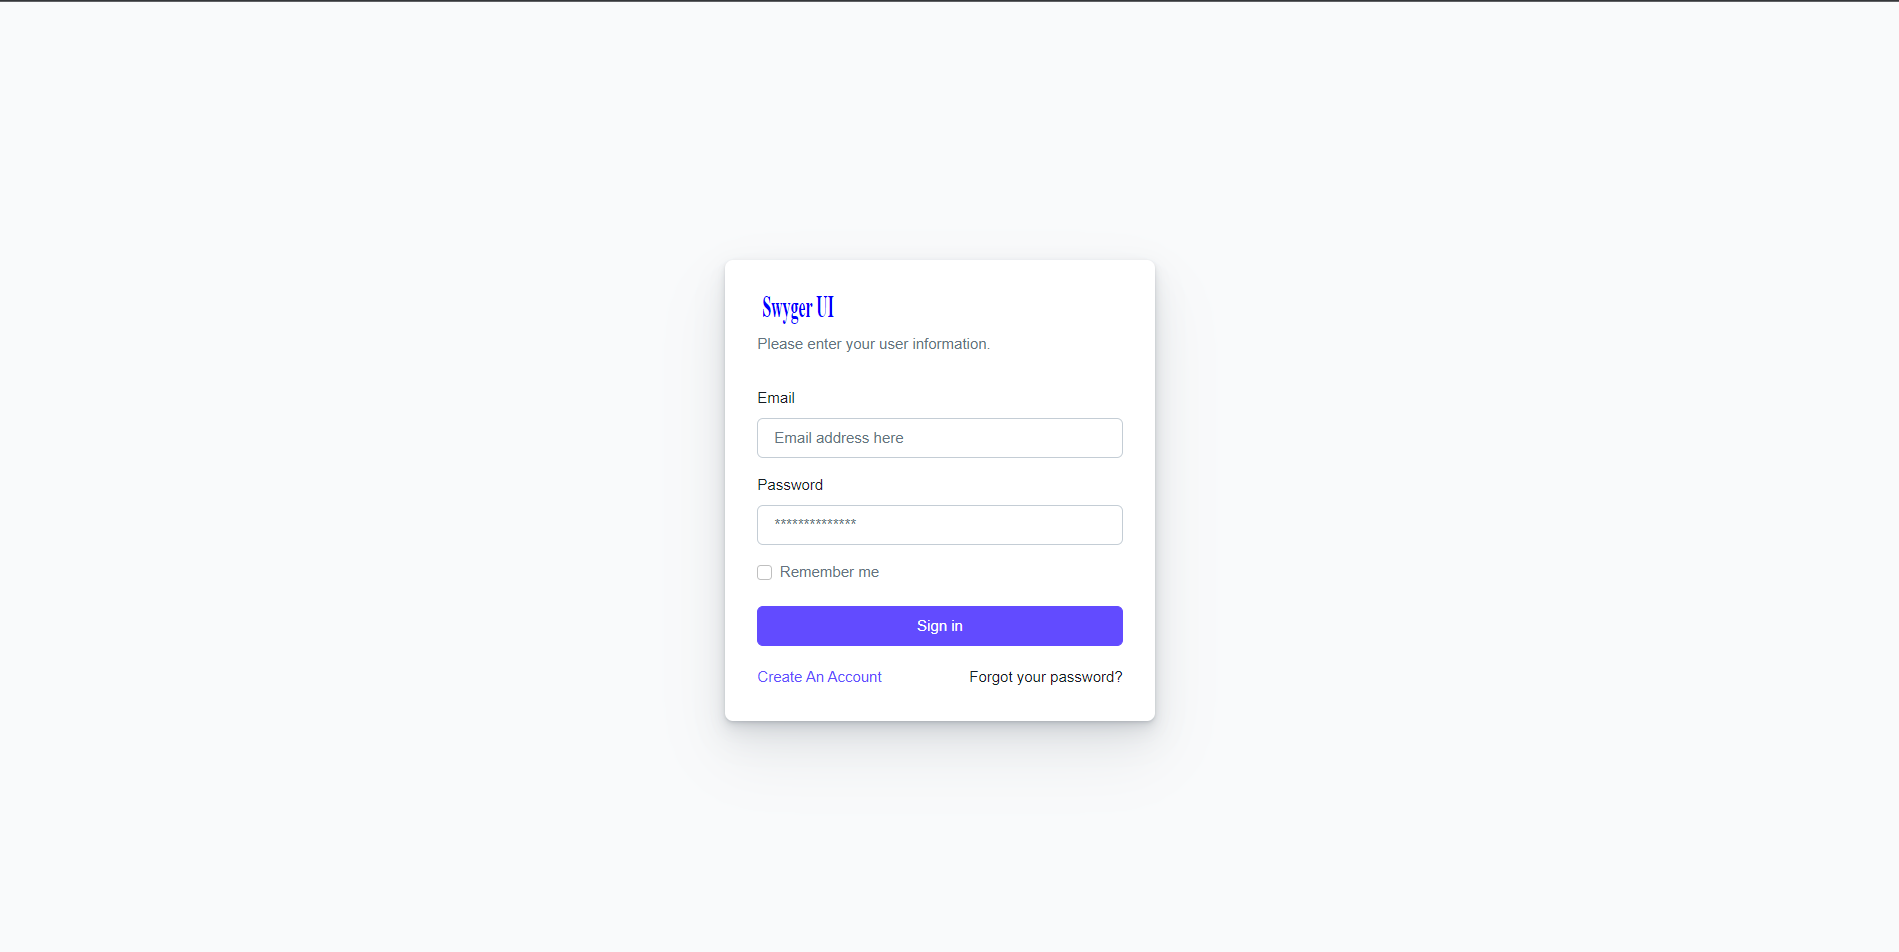 Swyger UI
Please enter your user information.
Email
Email address here
Password
**************
Remember me
Sign in
Create An Account
Forgot your password?